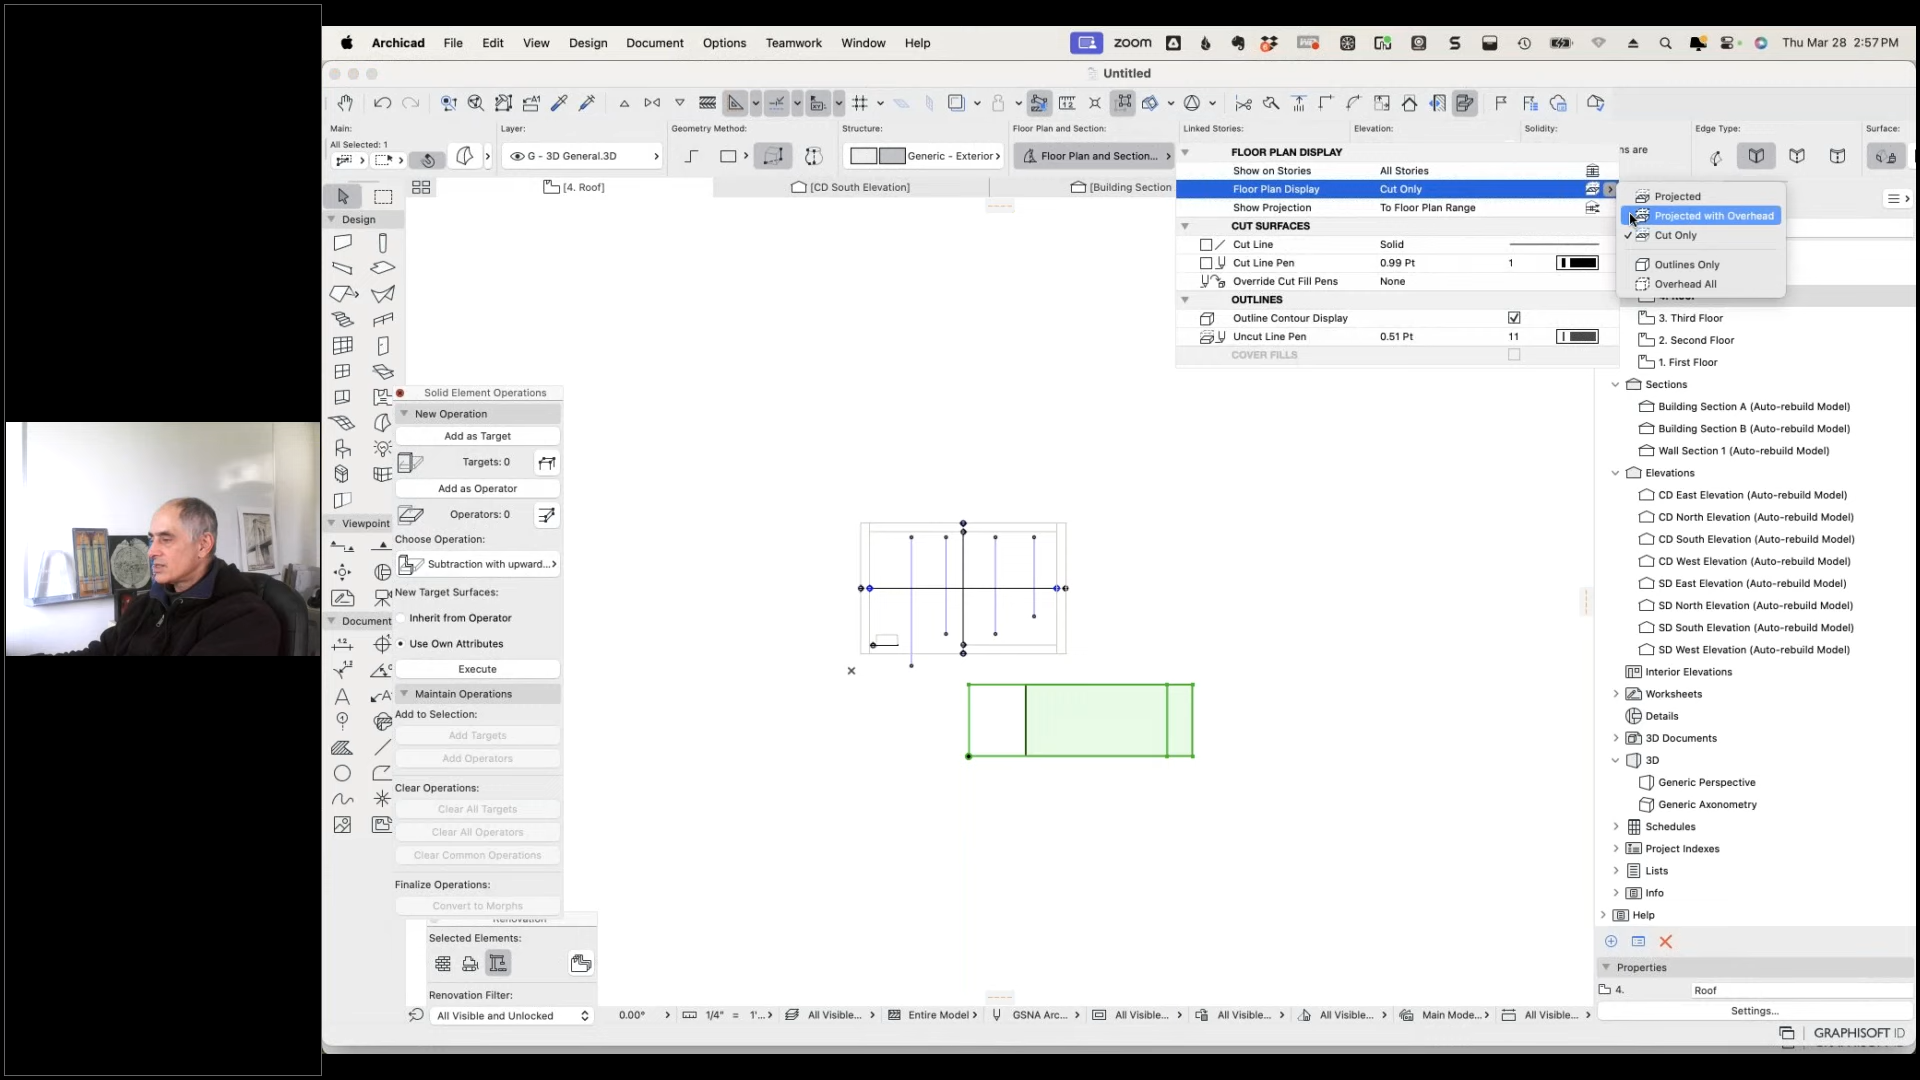 Archicad File Edit View Design Document Options Teamwork Window Help zoom Thu Mar 28 2:57 PM
Untitled
Main: Layer: Geometry Method: Structure: Floor Plan and Section: Linked Stories: Elevation: Solidity: Edge Type: Surface:
All Selected: 1
G - 3D General.3D
Generic - Exterior
Floor Plan and Section...
ns are
[4. Roof]
[CD South Elevation]
[Building Section
FLOOR PLAN DISPLAY
Show on Stories All Stories
Floor Plan Display Cut Only
Show Projection To Floor Plan Range
CUT SURFACES
Cut Line Solid
Cut Line Pen 0.99 Pt 1
Override Cut Fill Pens None
OUTLINES
Outline Contour Display
Uncut Line Pen 0.51 Pt 11
COVER FILLS
Projected
Projected with Overhead
Cut Only
Outlines Only
Overhead All
Design
Viewpoint
Document
Solid Element Operations
New Operation
Add as Target
Targets: 0
Add as Operator
Operators: 0
Choose Operation:
Subtraction with upward...
New Target Surfaces:
Inherit from Operator
Use Own Attributes
Execute
Maintain Operations
Add to Selection:
Add Targets
Add Operators
Clear Operations:
Clear All Targets
Clear All Operators
Clear Common Operations
Finalize Operations:
Convert to Morphs
Renovation
Selected Elements:
Renovation Filter:
All Visible and Unlocked
3. Third Floor
2. Second Floor
1. First Floor
Sections
Building Section A (Auto-rebuild Model)
Building Section B (Auto-rebuild Model)
Wall Section 1 (Auto-rebuild Model)
Elevations
CD East Elevation (Auto-rebuild Model)
CD North Elevation (Auto-rebuild Model)
CD South Elevation (Auto-rebuild Model)
CD West Elevation (Auto-rebuild Model)
SD East Elevation (Auto-rebuild Model)
SD North Elevation (Auto-rebuild Model)
SD South Elevation (Auto-rebuild Model)
SD West Elevation (Auto-rebuild Model)
Interior Elevations
Worksheets
Details
3D Documents
3D
Generic Perspective
Generic Axonometry
Schedules
Project Indexes
Lists
Info
Help
Properties
4. Roof
Settings...
0.00° 1/4" = 1'... All Visible... Entire Model GSNA Arc... All Visible... All Visible... All Visible... Main Mode... All Visible...
GRAPHISOFT ID